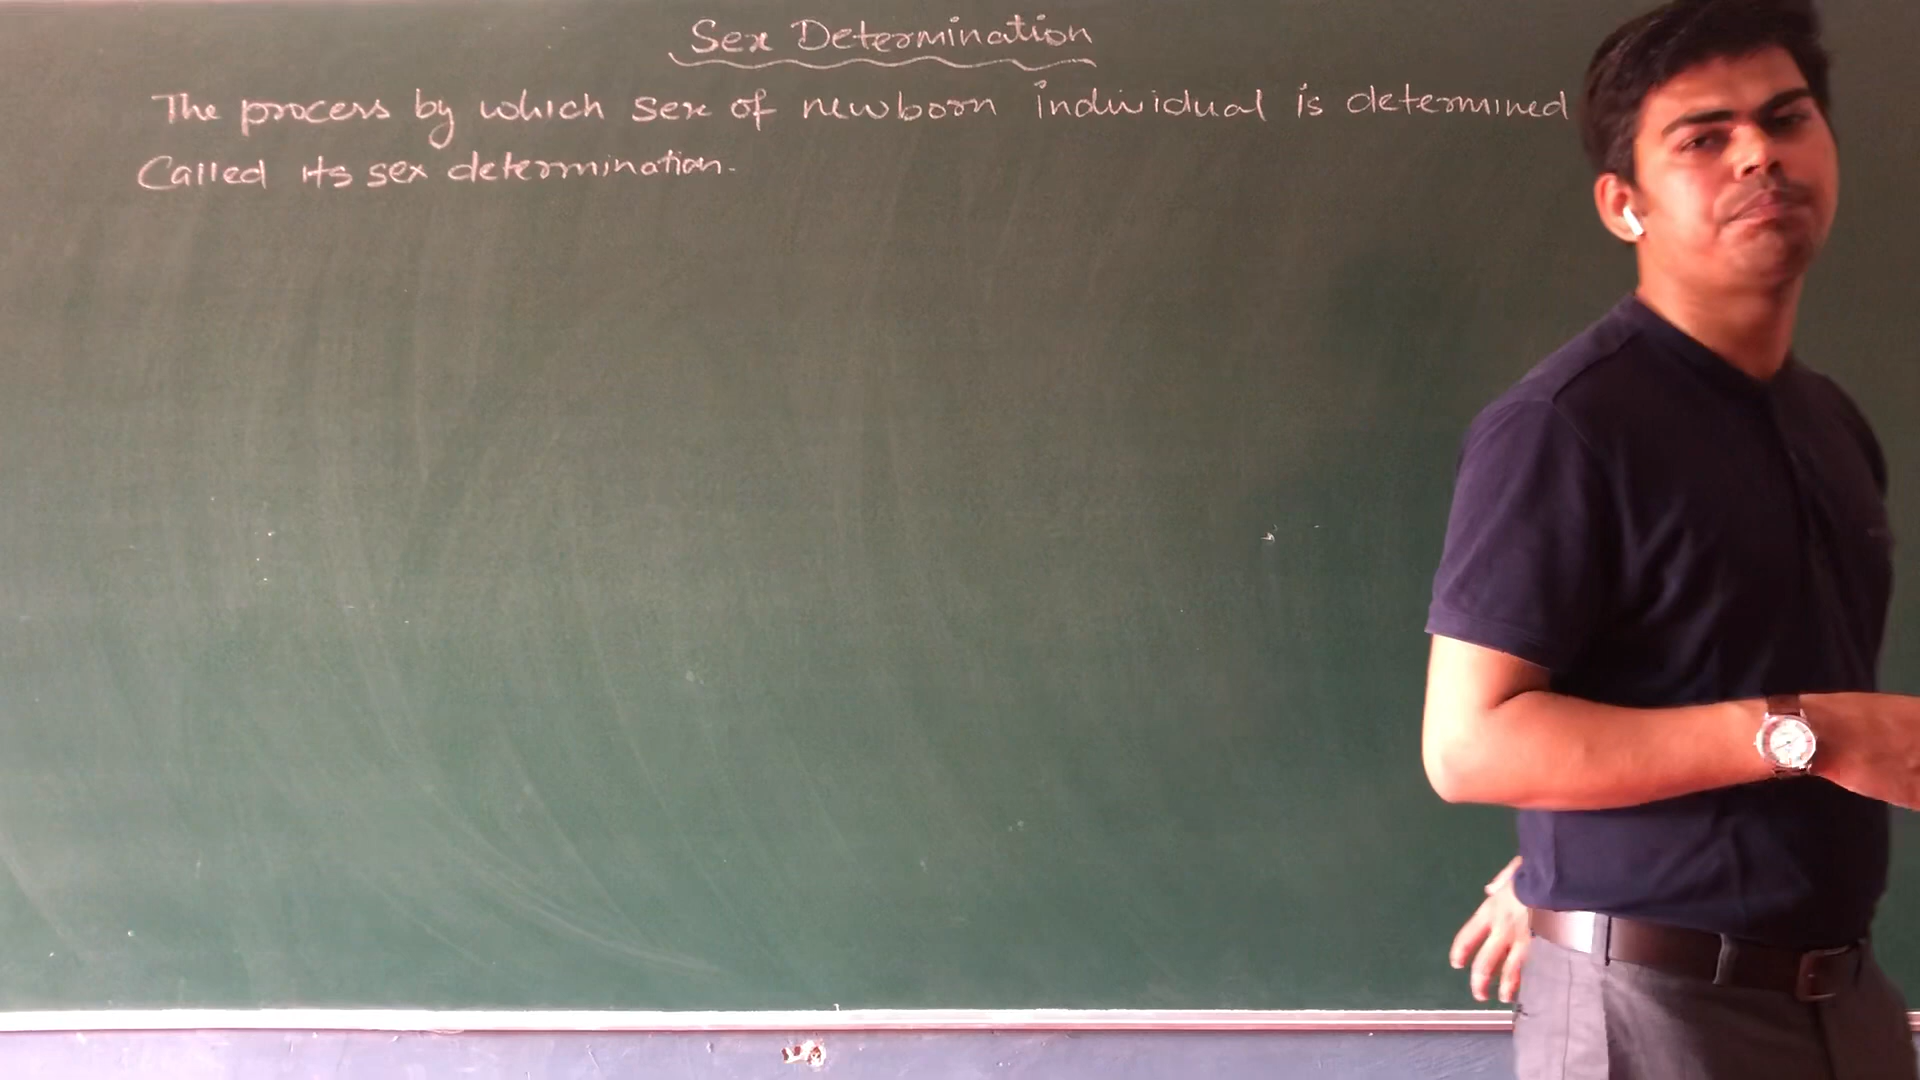 Sex Determination
The process by which sex of newborn individual is determined
Called its sex determination.